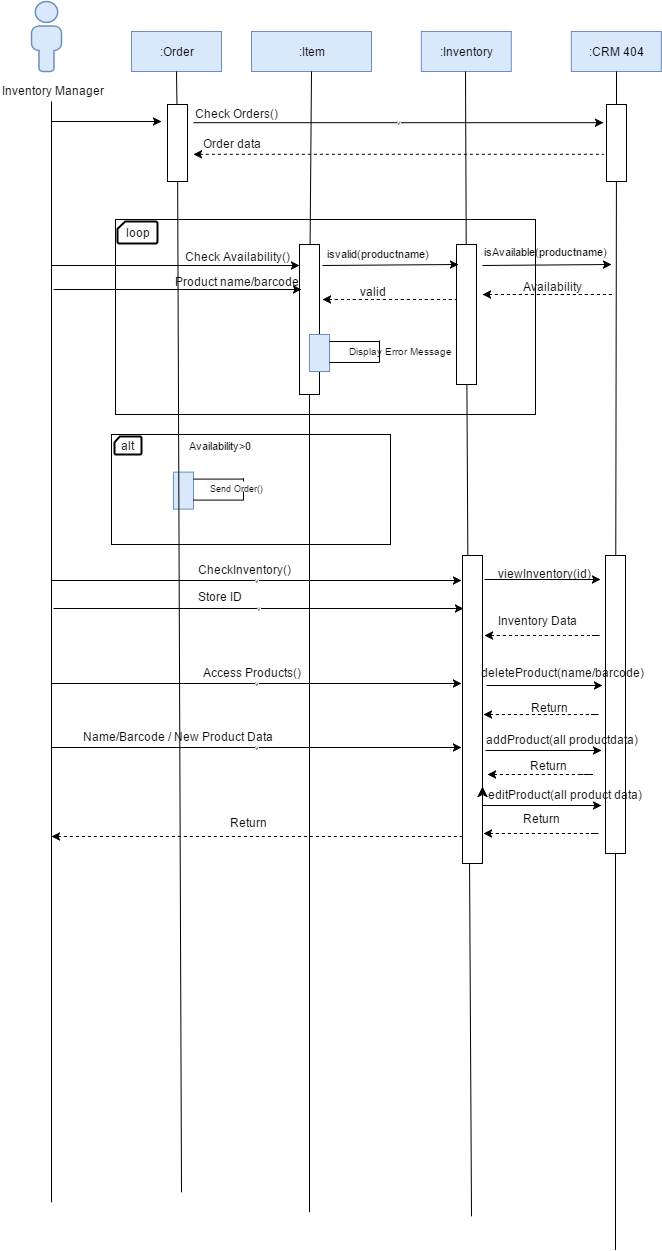 :Order
:Item
:Inventory
:CRM 404
Inventory Manager
Check Orders()
Order data
loop
Check Availability()
isvalid(productname)
isAvailable(productname)
Product name/barcode
valid
Availability
Display Error Message
alt
Availability>0
Send Order()
CheckInventory()
viewInventory(id)
Store ID
Inventory Data
Access Products()
deleteProduct(name/barcode)
Return
Name/Barcode / New Product Data
addProduct(all productdata)
Return
editProduct(all product data)
Return
Return